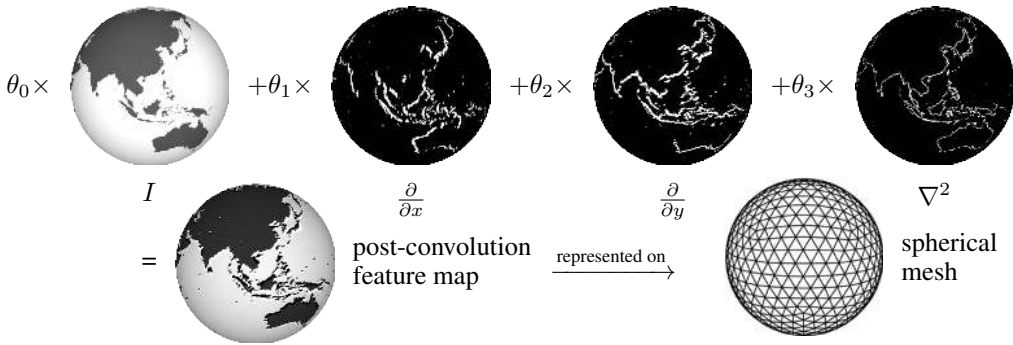 θ₀× +θ₁× +θ₂× +θ₃×
I ∂/∂x ∂/∂y ∇²
= post-convolution feature map represented on spherical mesh